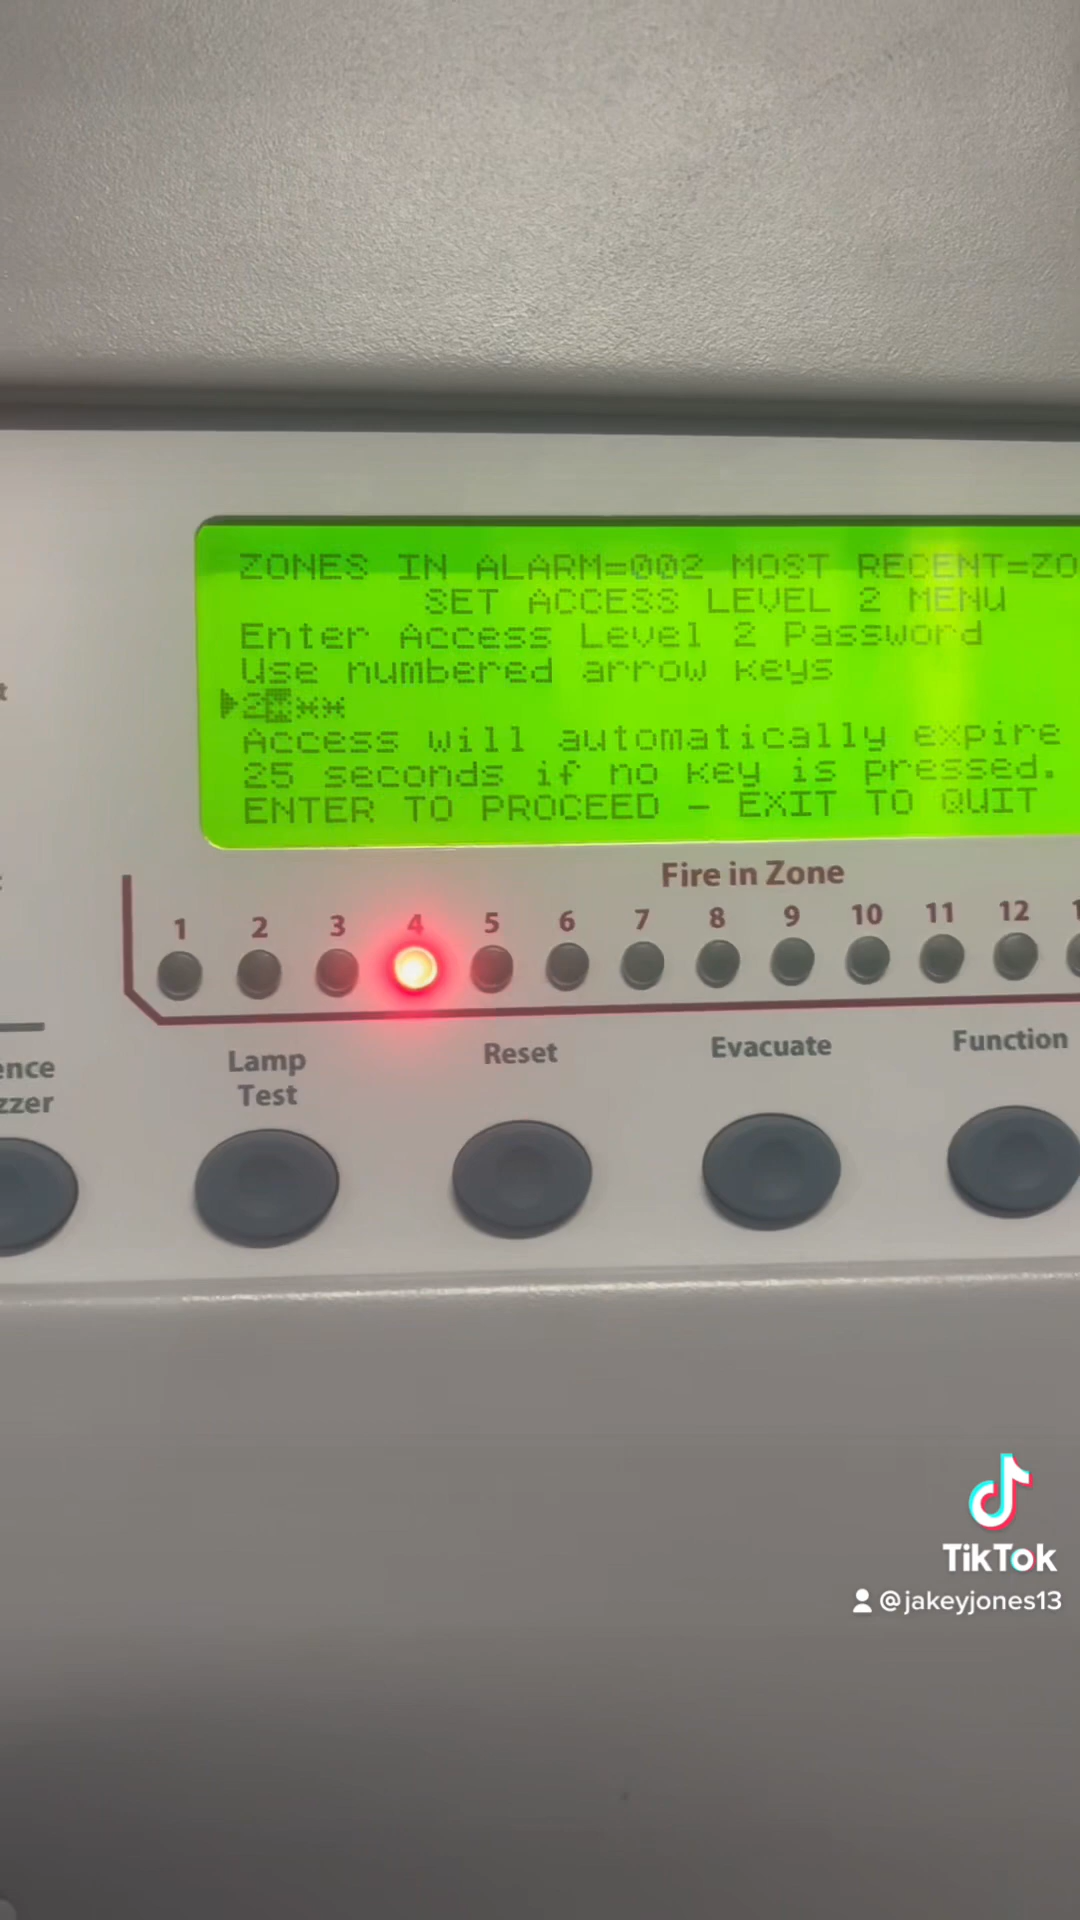 ZONES IN ALARM=002 MOST RECENT=ZO
SET ACCESS LEVEL 2 MENU
Enter Access Level 2 Password
Use numbered arrow keys
Access will automatically expire
25 seconds if no key is pressed.
ENTER TO PROCEED - EXIT TO QUIT
Fire in Zone
1 2 3 4 5 6 7 8 9 10 11 12
Lamp Test
Reset
Evacuate
Function
ence
zzer
TikTok
@jakeyjones13